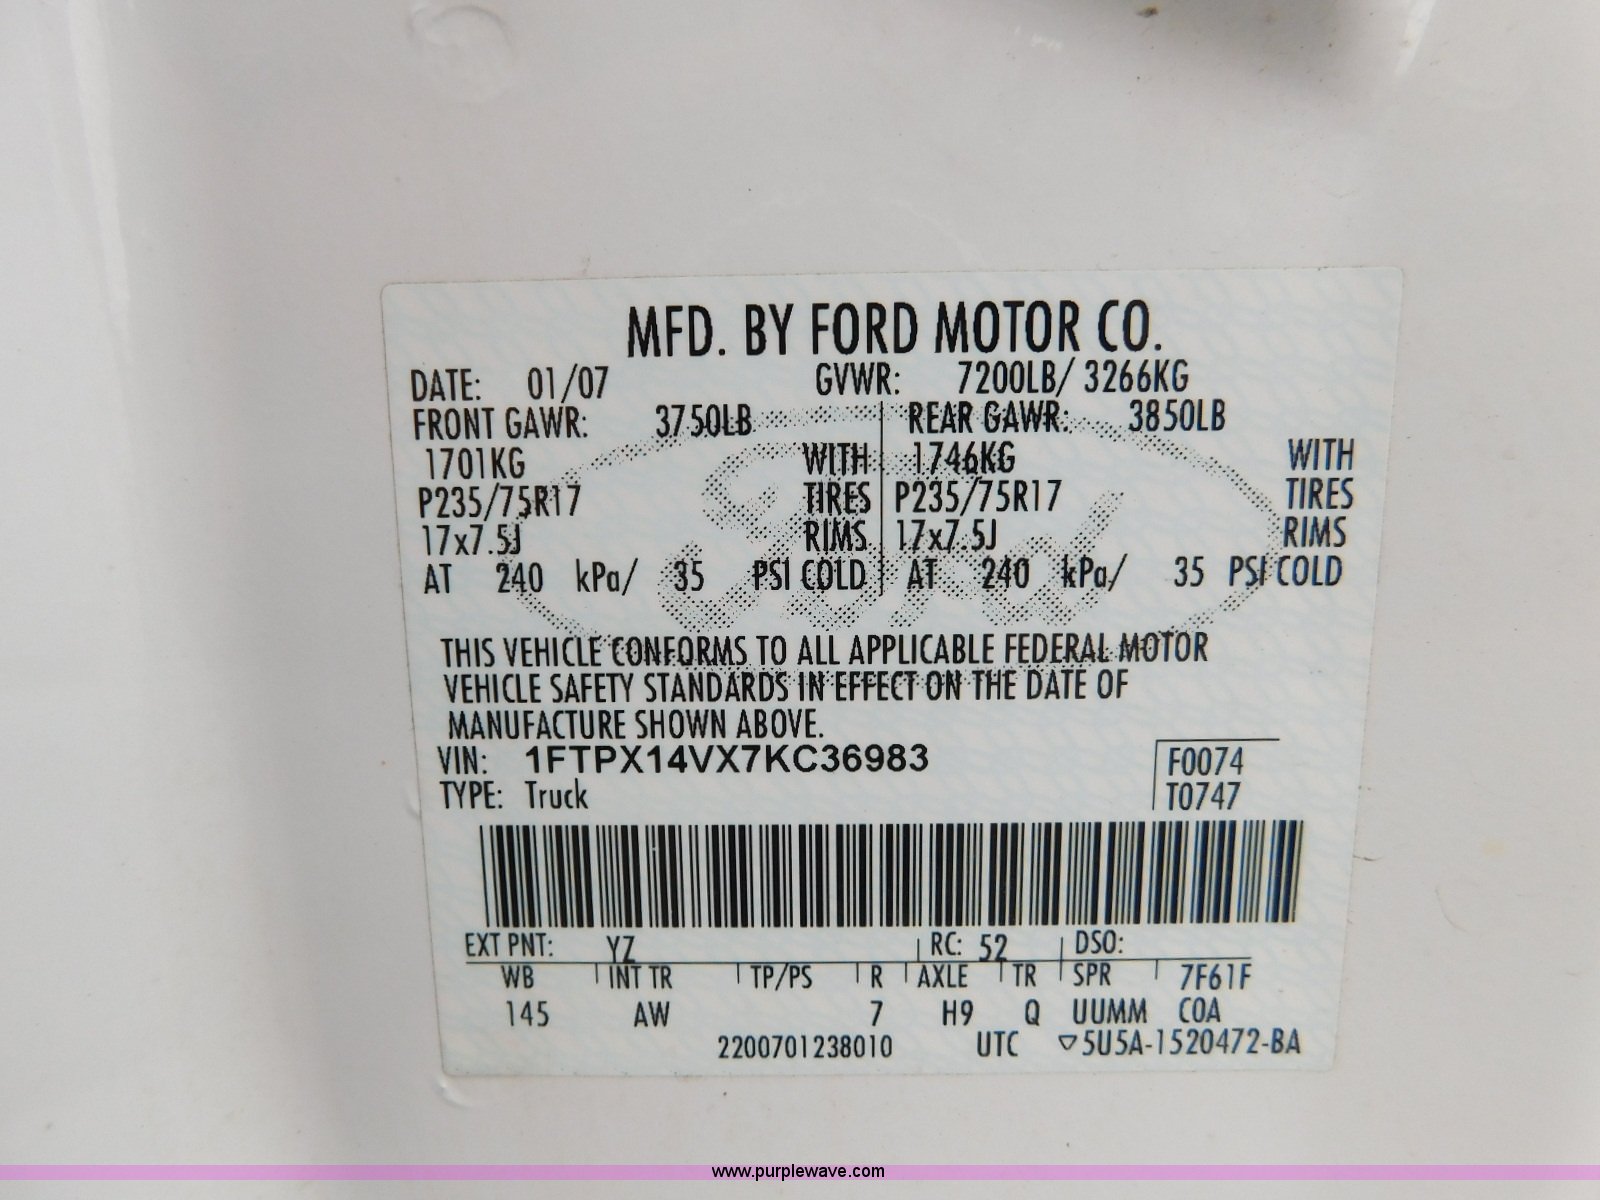 MFD. BY FORD MOTOR CO.
DATE: 01/07 GVWR: 7200LB/ 3266KG
FRONT GAWR: 3750LB REAR GAWR: 3850LB
1701KG WITH 1746KG WITH
P235/75R17 TIRES P235/75R17 TIRES
17x7.5J RIMS 17x7.5J RIMS
AT 240 kPa/ 35 PSI COLD AT 240 kPa/ 35 PSI COLD
Ford
THIS VEHICLE CONFORMS TO ALL APPLICABLE FEDERAL MOTOR
VEHICLE SAFETY STANDARDS IN EFFECT ON THE DATE OF
MANUFACTURE SHOWN ABOVE.
VIN: 1FTPX14VX7KC36983 F0074
TYPE: Truck T0747
EXT PNT: YZ RC: 52 DSO:
WB INT TR TP/PS R AXLE TR SPR 7F61F
145 AW 7 H9 Q UUMM COA
2200701238010 UTC ▽5U5A-1520472-BA
www.purplewave.com